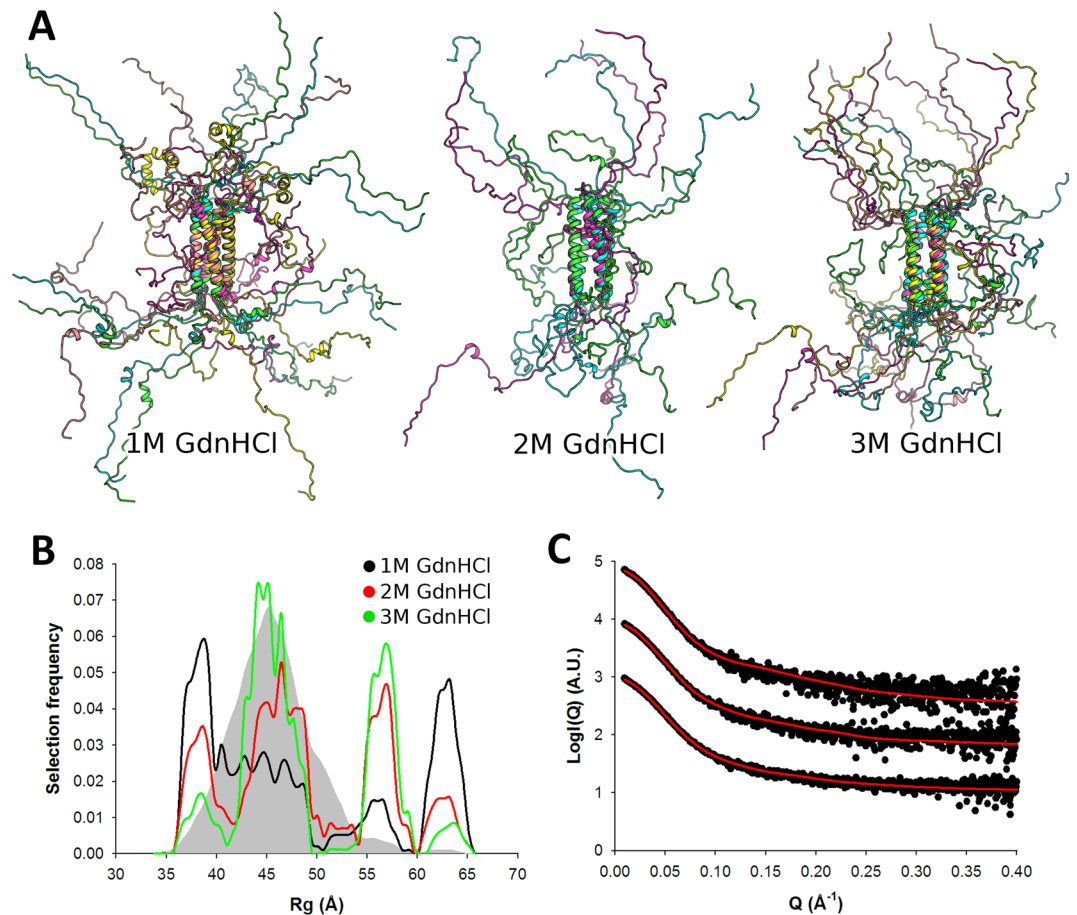 A
1M GdnHCl
2M GdnHCl
3M GdnHCl
B
Selection frequency
0.08
0.07
0.06
0.05
0.04
0.03
0.02
0.01
0.00
1M GdnHCl
2M GdnHCl
3M GdnHCl
30 35 40 45 50 55 60 65 70
Rg (Å)
C
LogI(Q) (A.U.)
5
4
3
2
1
0
0.00 0.05 0.10 0.15 0.20 0.25 0.30 0.35 0.40
Q (Å⁻¹)